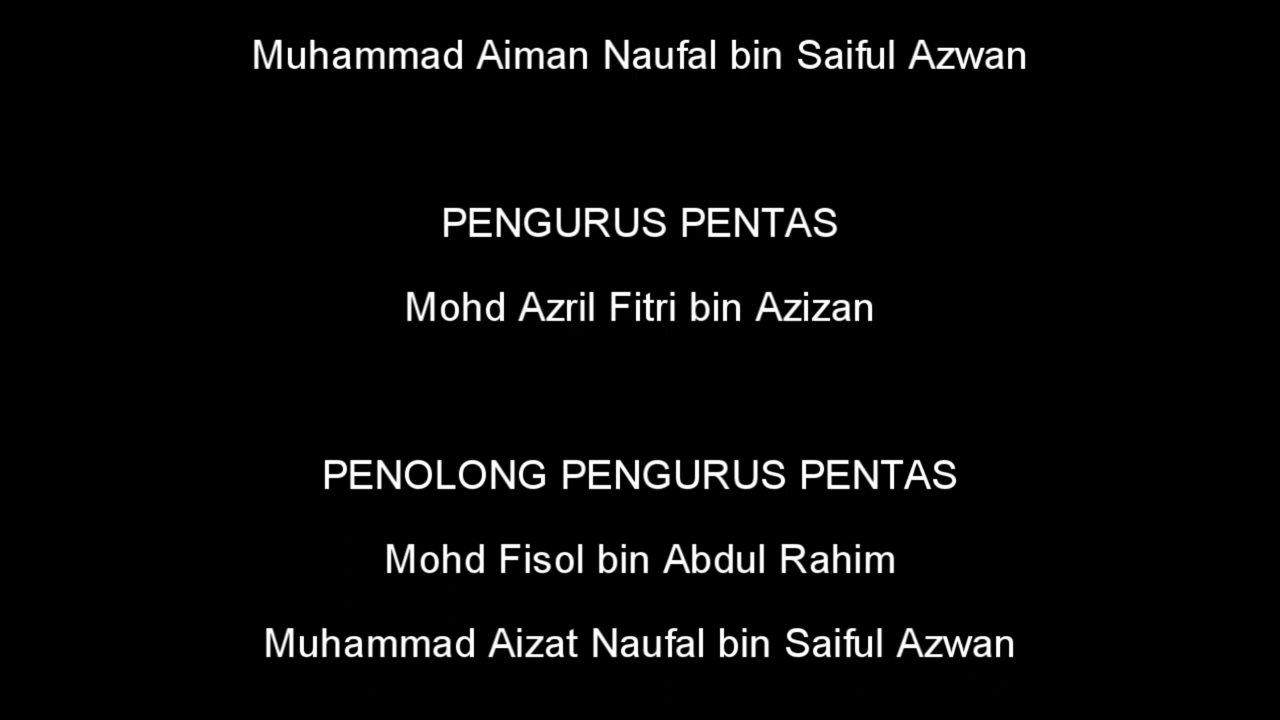 Muhammad Aiman Naufal bin Saiful Azwan
PENGURUS PENTAS
Mohd Azril Fitri bin Azizan
PENOLONG PENGURUS PENTAS
Mohd Fisol bin Abdul Rahim
Muhammad Aizat Naufal bin Saiful Azwan